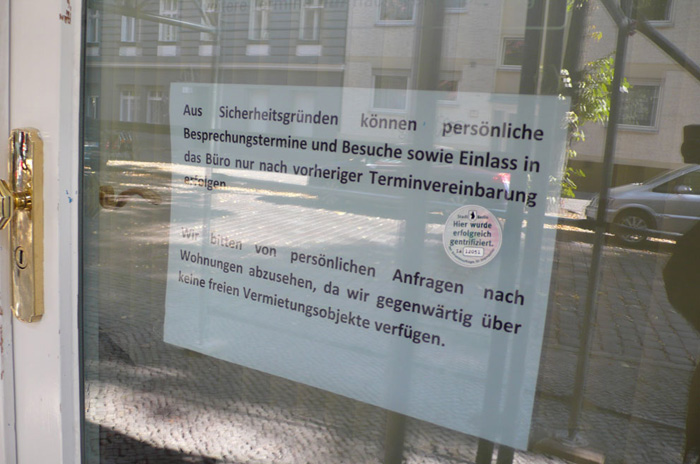 Aus Sicherheitsgründen können persönliche
Besprechungstermine und Besuche sowie Einlass in
das Büro nur nach vorheriger Terminvereinbarung
erfolgen.
Hier wurde
erfolgreich
gentrifiziert.
Wir bitten von persönlichen Anfragen nach
Wohnungen abzusehen, da wir gegenwärtig über
keine freien Vermietungsobjekte verfügen.